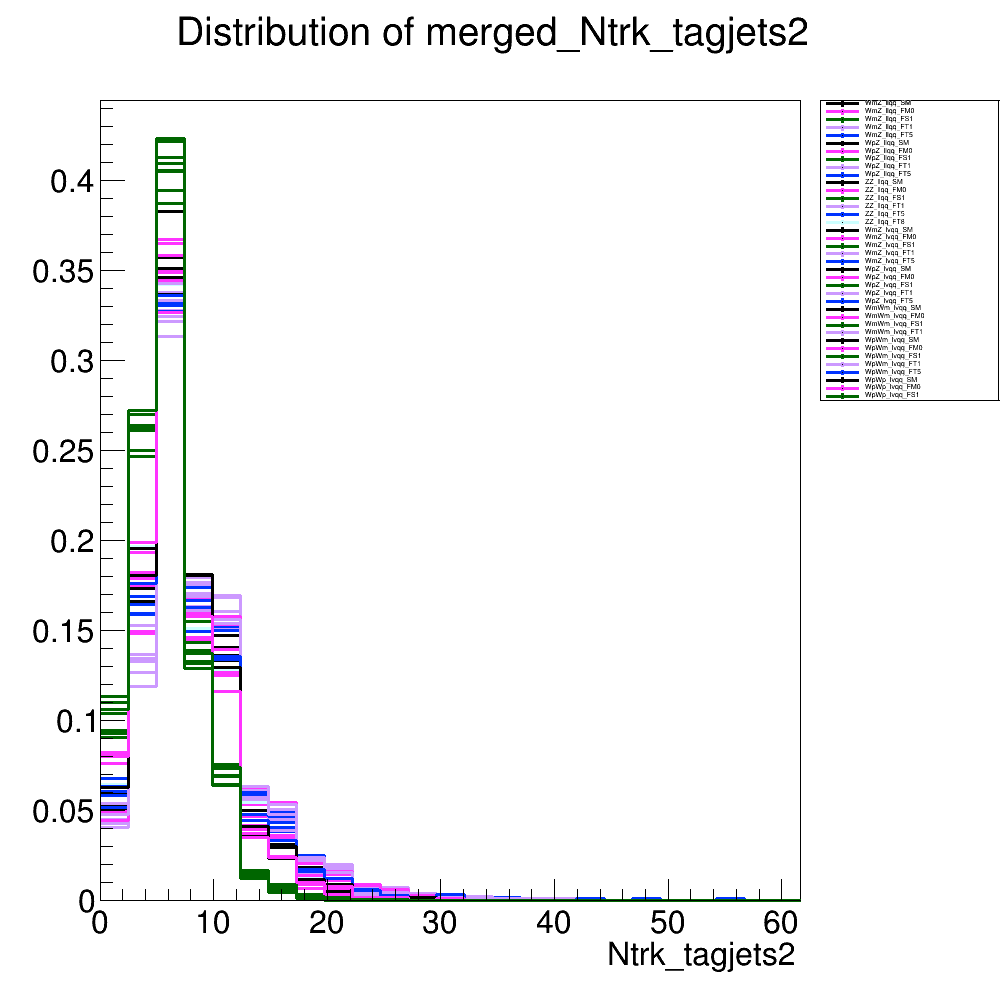 Distribution of merged_Ntrk_tagjets2
WmZ_llqq_SM
WmZ_llqq_FM0
WmZ_llqq_FS1
WmZ_llqq_FT1
WmZ_llqq_FT5
WpZ_llqq_SM
WpZ_llqq_FM0
WpZ_llqq_FS1
WpZ_llqq_FT1
WpZ_llqq_FT5
ZZ_llqq_SM
ZZ_llqq_FM0
ZZ_llqq_FS1
ZZ_llqq_FT1
ZZ_llqq_FT5
ZZ_llqq_FT8
WmZ_lvqq_SM
WmZ_lvqq_FM0
WmZ_lvqq_FS1
WmZ_lvqq_FT1
WmZ_lvqq_FT5
WpZ_lvqq_SM
WpZ_lvqq_FM0
WpZ_lvqq_FS1
WpZ_lvqq_FT1
WpZ_lvqq_FT5
WmWm_lvqq_SM
WmWm_lvqq_FM0
WmWm_lvqq_FS1
WmWm_lvqq_FT1
WpWm_lvqq_SM
WpWm_lvqq_FM0
WpWm_lvqq_FS1
WpWm_lvqq_FT1
WpWm_lvqq_FT5
WpWp_lvqq_SM
WpWp_lvqq_FM0
WpWp_lvqq_FS1
0.4
0.35
0.3
0.25
0.2
0.15
0.1
0.05
0
0 10 20 30 40 50 60
Ntrk_tagjets2